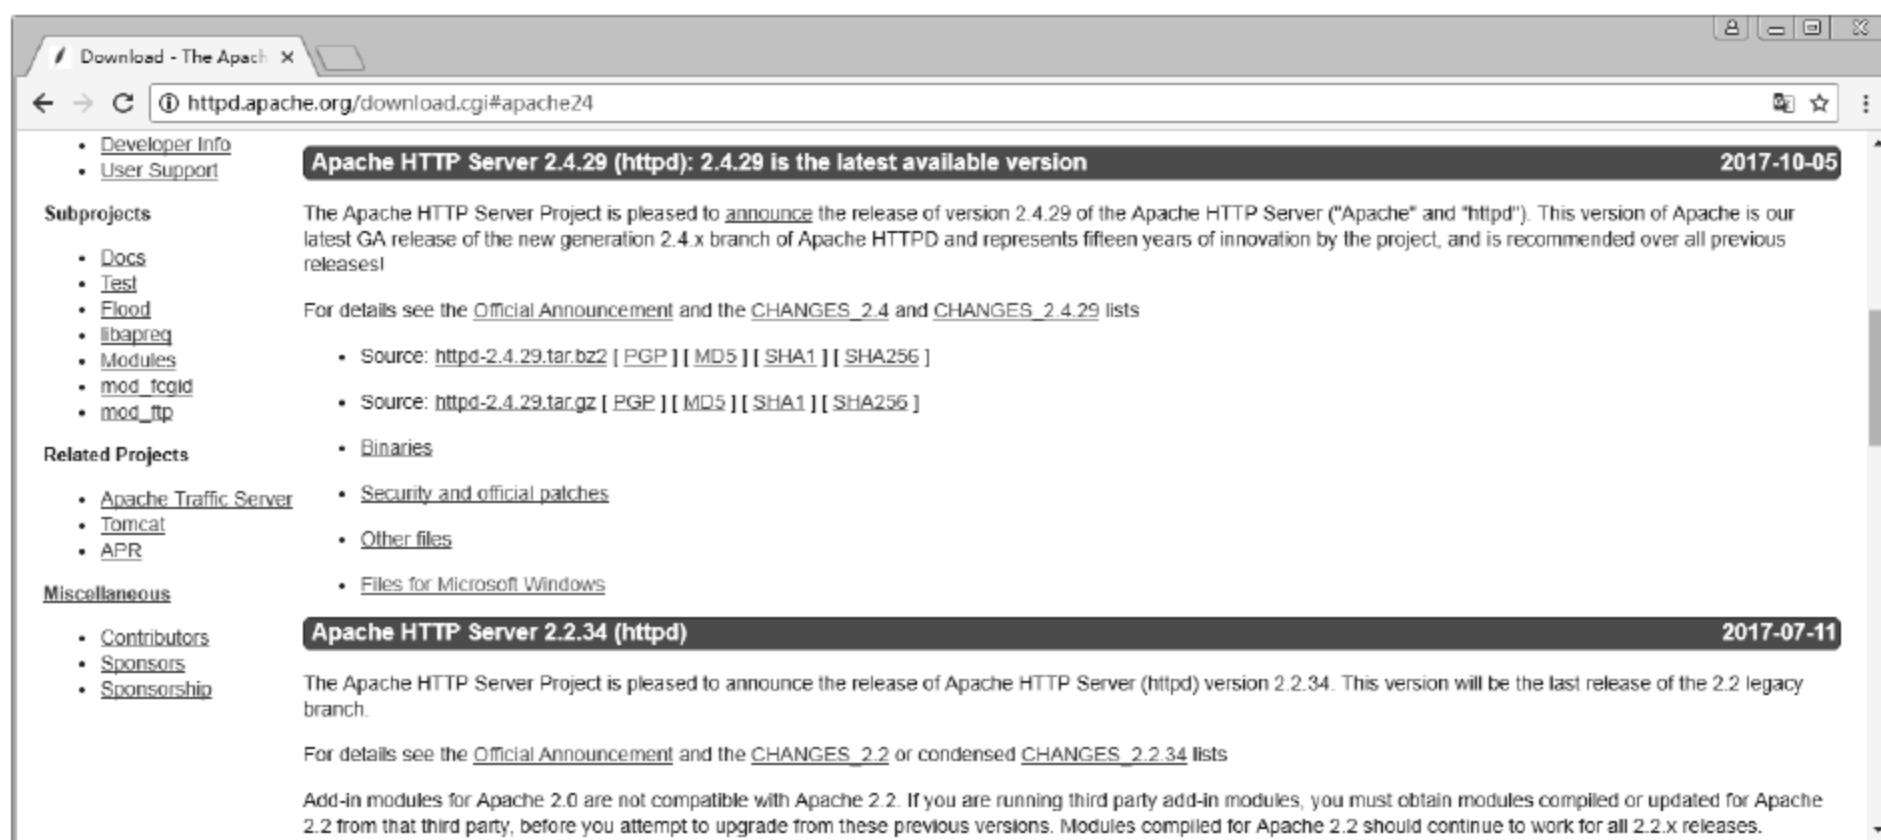 Download - The Apach
httpd.apache.org/download.cgi#apache24
Developer Info
User Support
Subprojects
Docs
Test
Flood
libapreq
Modules
mod_fcgid
mod_ftp
Related Projects
Apache Traffic Server
Tomcat
APR
Miscellaneous
Contributors
Sponsors
Sponsorship
Apache HTTP Server 2.4.29 (httpd): 2.4.29 is the latest available version 2017-10-05
The Apache HTTP Server Project is pleased to announce the release of version 2.4.29 of the Apache HTTP Server ("Apache" and "httpd"). This version of Apache is our
latest GA release of the new generation 2.4.x branch of Apache HTTPD and represents fifteen years of innovation by the project, and is recommended over all previous
releases!
For details see the Official Announcement and the CHANGES_2.4 and CHANGES_2.4.29 lists
Source: httpd-2.4.29.tar.bz2 [ PGP ] [ MD5 ] [ SHA1 ] [ SHA256 ]
Source: httpd-2.4.29.tar.gz [ PGP ] [ MD5 ] [ SHA1 ] [ SHA256 ]
Binaries
Security and official patches
Other files
Files for Microsoft Windows
Apache HTTP Server 2.2.34 (httpd) 2017-07-11
The Apache HTTP Server Project is pleased to announce the release of Apache HTTP Server (httpd) version 2.2.34. This version will be the last release of the 2.2 legacy
branch.
For details see the Official Announcement and the CHANGES_2.2 or condensed CHANGES_2.2.34 lists
Add-in modules for Apache 2.0 are not compatible with Apache 2.2. If you are running third party add-in modules, you must obtain modules compiled or updated for Apache
2.2 from that third party, before you attempt to upgrade from these previous versions. Modules compiled for Apache 2.2 should continue to work for all 2.2.x releases.